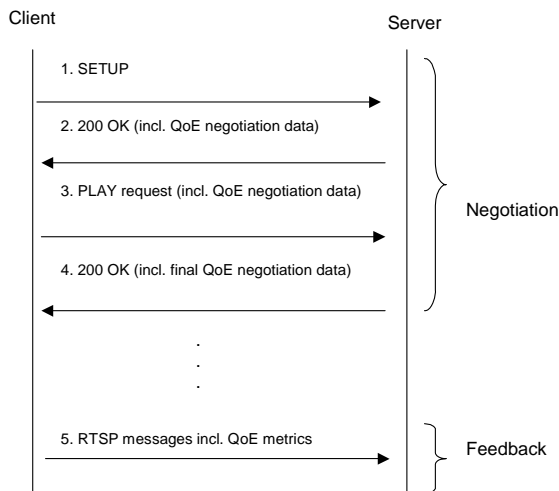 Client
Server
1. SETUP
2. 200 OK (incl. QoE negotiation data)
3. PLAY request (incl. QoE negotiation data)
Negotiation
4. 200 OK (incl. final QoE negotiation data)
.
.
.
5. RTSP messages incl. QoE metrics
Feedback